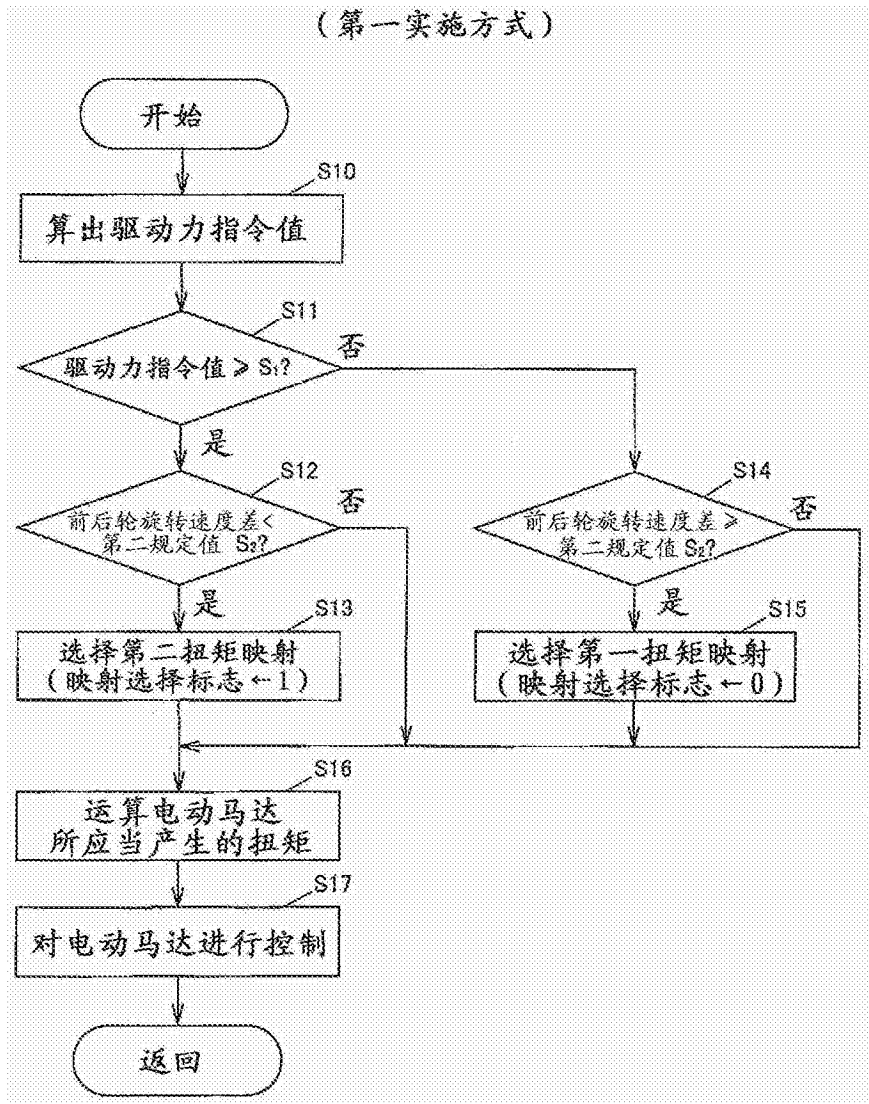 （第一实施方式）
开始
S10
算出驱动力指令值
S11
驱动力指令值≥S₁?
否
是
S12
前后轮旋转速度差<
第二规定值 S₂?
否
S14
前后轮旋转速度差≥
第二规定值S₂?
否
是
S13
选择第二扭矩映射
(映射选择标志←1)
是
S15
选择第一扭矩映射
(映射选择标志←0)
S16
运算电动马达
所应当产生的扭矩
S17
对电动马达进行控制
返回